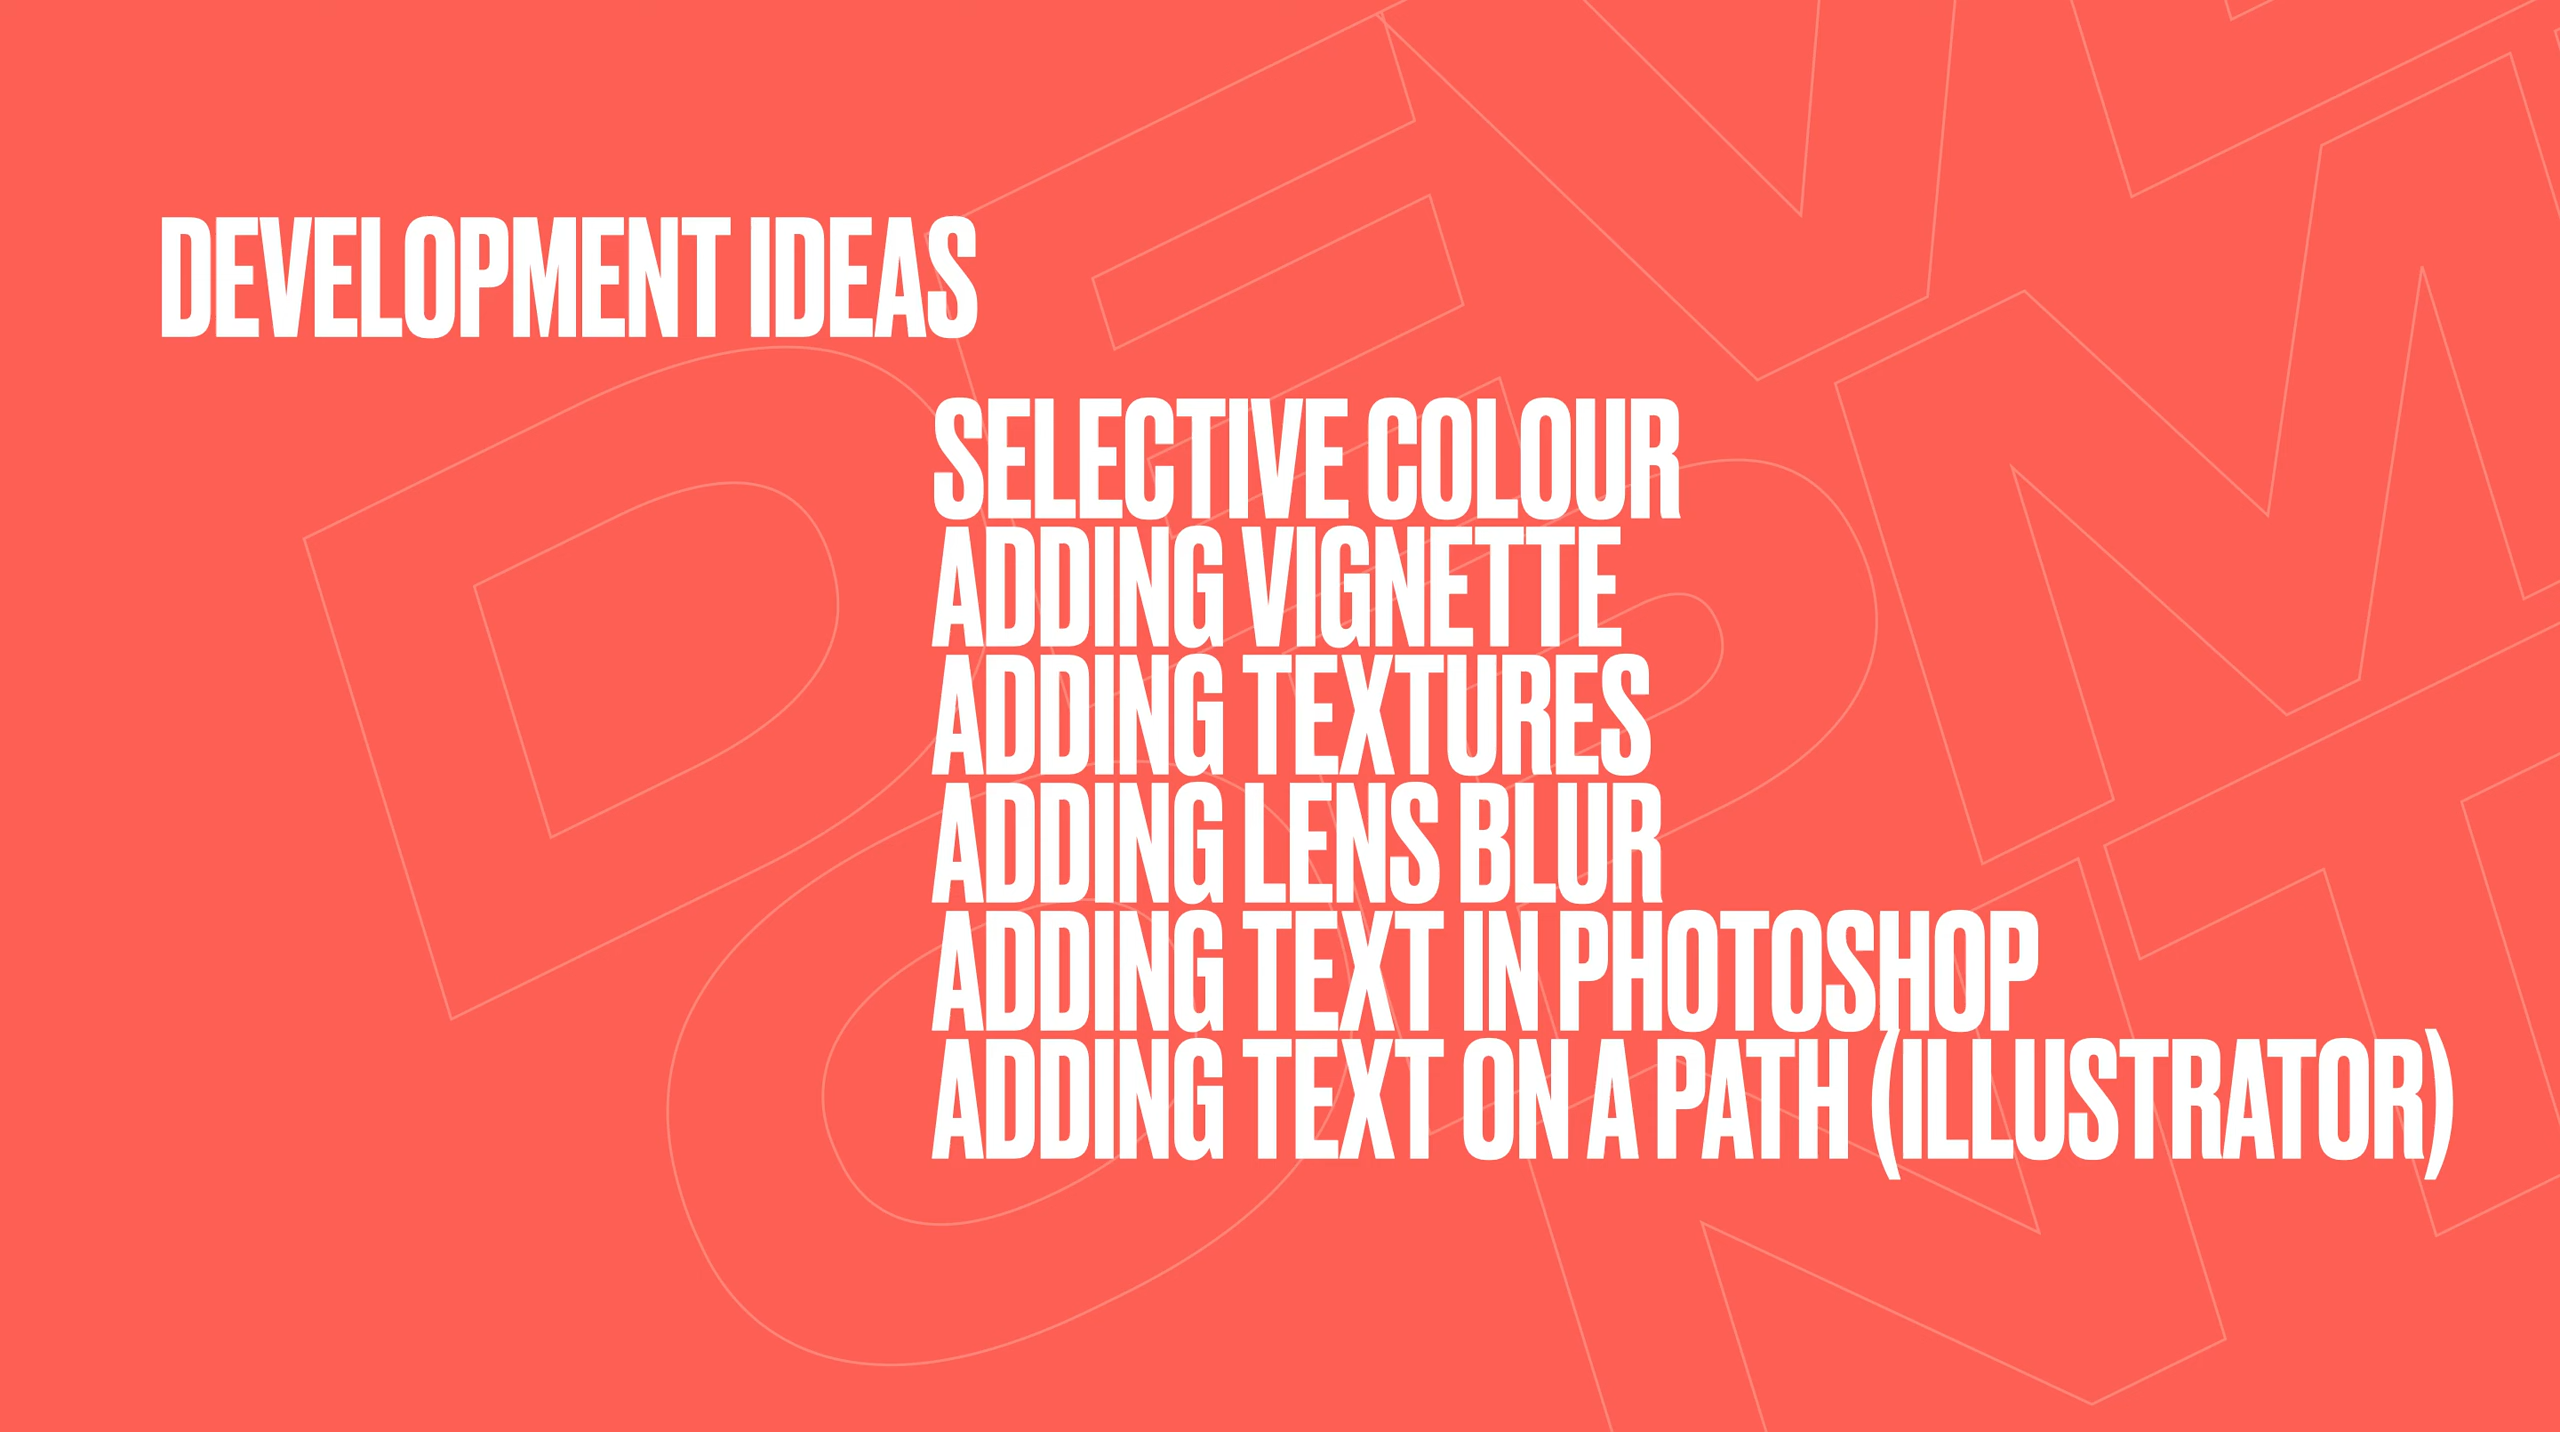 DEVELOPMENT IDEAS
SELECTIVE COLOUR
ADDING VIGNETTE
ADDING TEXTURES
ADDING LENS BLUR
ADDING TEXT IN PHOTOSHOP
ADDING TEXT ON A PATH (ILLUSTRATOR)